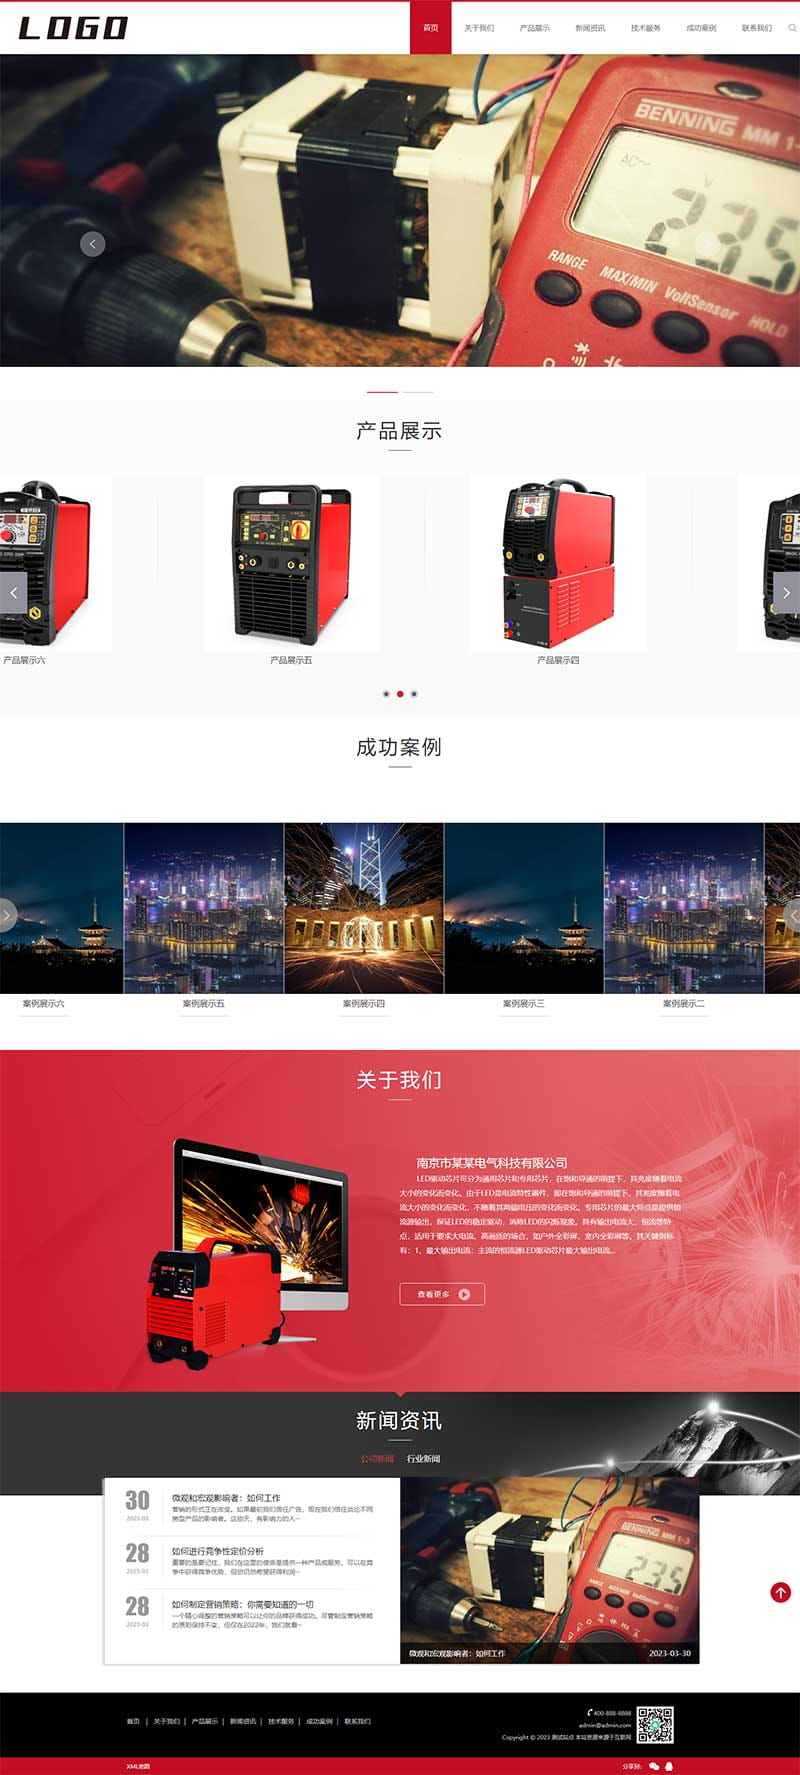 LOGO
首页 关于我们 产品展示 新闻资讯 技术服务 成功案例 联系我们
BENNING MM 1-
AC~ V
235
RANGE MAX/MIN VoltSensor HOLD
产品展示
产品展示六 产品展示五 产品展示四
成功案例
案例展示六 案例展示五 案例展示四 案例展示三 案例展示二
关于我们
南京市某某电气科技有限公司
LED驱动芯片可分为通用芯片和专用芯片，在饱和导通的前提下，其亮度随着电流
大小的变化而变化。由于LED是电流特性器件，即在饱和导通的前提下，其亮度随着电
流大小的变化而变化，不随着其两端电压的变化而变化。专用芯片的最大特点是提供恒
流源输出，保证LED的稳定驱动，消除LED的闪烁现象。具有输出电流大、恒流等特
点，适用于要求大电流、高画质的场合，如户外全彩屏、室内全彩屏等。其关键指标
有：1、最大输出电流：主流的恒流源LED驱动芯片最大输出电流...
查看更多
新闻资讯
公司新闻 行业新闻
30
2023-03
微观和宏观影响者：如何工作
营销的形式正在改变。如果最初我们信任广告，现在我们信任谈论不同
类型产品的影响者。这些天，有影响力的人···
28
2023-03
如何进行竞争性定价分析
重要的是要记住，我们在这里的使命是提供一种产品或服务，可以在竞
争中获得竞争优势，但您仍然希望获得利润···
28
2023-03
如何制定营销策略：你需要知道的一切
一个精心调整的营销策略可以让你的品牌获得成功。尽管制定营销策略
的原则保持不变，但仅在2022年，我们就看···
BENNING MM 1-3
235
RANGE MAX/MIN VoltSensor HOLD
微观和宏观影响者：如何工作 2023-03-30
首页 | 关于我们 | 产品展示 | 新闻资讯 | 技术服务 | 成功案例 | 联系我们
400-888-8888
admin@admin.com
Copyright © 2023 测试站点 本站资源来源于互联网
XML地图 分享到：